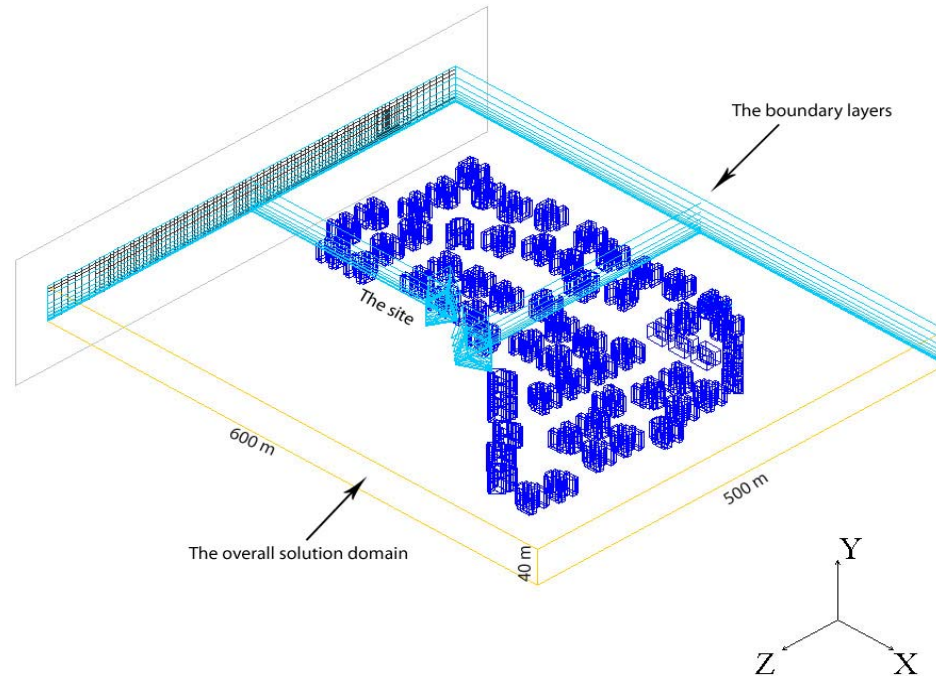 The boundary layers
The site
600 m
500 m
The overall solution domain
40 m
Y
Z
X